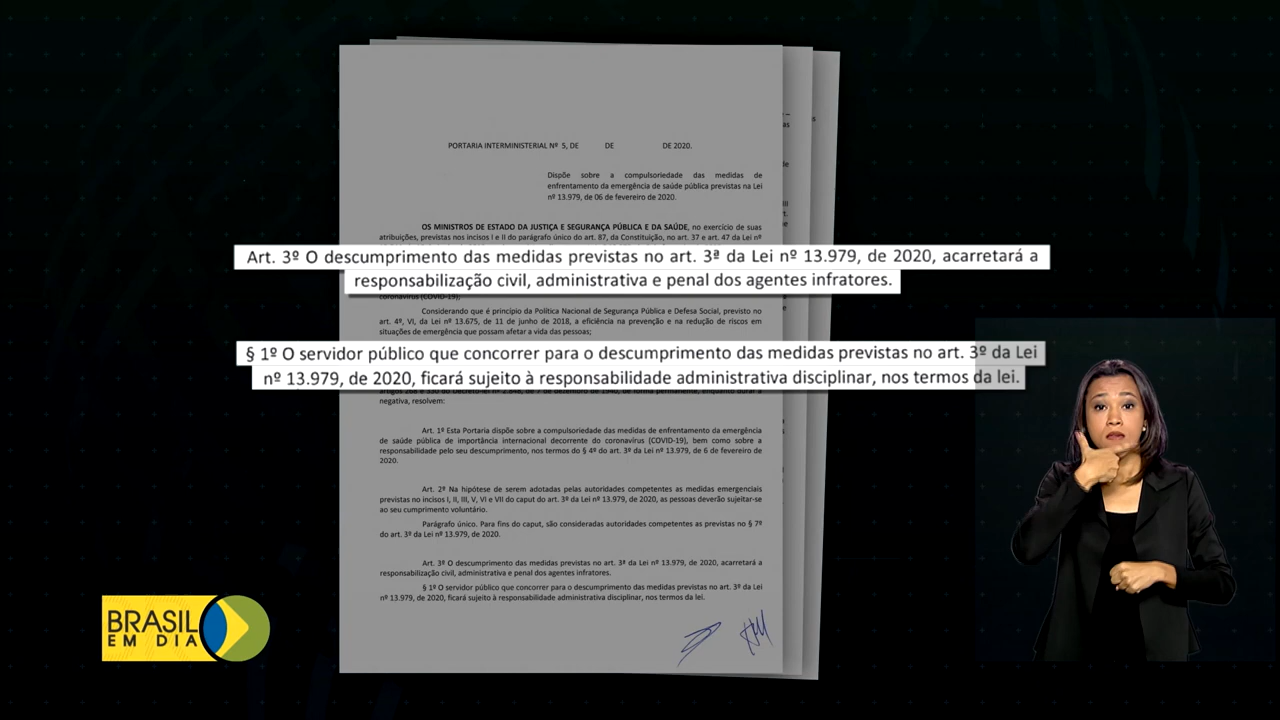 PORTARIA INTERMINISTERIAL Nº 5, DE DE DE 2020.
Dispõe sobre a compulsoriedade das medidas de
enfrentamento da emergência de saúde pública previstas na Lei
nº 13.979, de 06 de fevereiro de 2020.
OS MINISTROS DE ESTADO DA JUSTIÇA E SEGURANÇA PÚBLICA E DA SAÚDE, no exercício de suas
atribuições, previstas nos incisos I e II do parágrafo único do art. 87, da Constituição, no art. 37 e art. 47 da Lei nº
Art. 3º O descumprimento das medidas previstas no art. 3ª da Lei nº 13.979, de 2020, acarretará a
responsabilização civil, administrativa e penal dos agentes infratores.
coronavírus (COVID-19);
Considerando que é princípio da Política Nacional de Segurança Pública e Defesa Social, previsto no
art. 4º, VI, da Lei nº 13.675, de 11 de junho de 2018, a eficiência na prevenção e na redução de riscos em
situações de emergência que possam afetar a vida das pessoas;
§ 1º O servidor público que concorrer para o descumprimento das medidas previstas no art. 3º da Lei
nº 13.979, de 2020, ficará sujeito à responsabilidade administrativa disciplinar, nos termos da lei.
negativa, resolvem:
Art. 1º Esta Portaria dispõe sobre a compulsoriedade das medidas de enfrentamento da emergência
de saúde pública de importância internacional decorrente do coronavírus (COVID-19), bem como sobre a
responsabilidade pelo seu descumprimento, nos termos do § 4º do art. 3º da Lei nº 13.979, de 6 de fevereiro de
2020.
Art. 2º Na hipótese de serem adotadas pelas autoridades competentes as medidas emergenciais
previstas no incisos I, II, III, V, VI e VII do caput do art. 3º da Lei nº 13.979, de 2020, as pessoas deverão sujeitar-se
ao seu cumprimento voluntário.
Parágrafo único. Para fins do caput, são consideradas autoridades competentes as previstas no § 7º
do art. 3º da Lei nº 13.979, de 2020.
Art. 3º O descumprimento das medidas previstas no art. 3º da Lei nº 13.979, de 2020, acarretará a
responsabilização civil, administrativa e penal dos agentes infratores.
§ 1º O servidor público que concorrer para o descumprimento das medidas previstas no art. 3º da Lei
nº 13.979, de 2020, ficará sujeito à responsabilidade administrativa disciplinar, nos termos da lei.
BRASIL
EM DIA